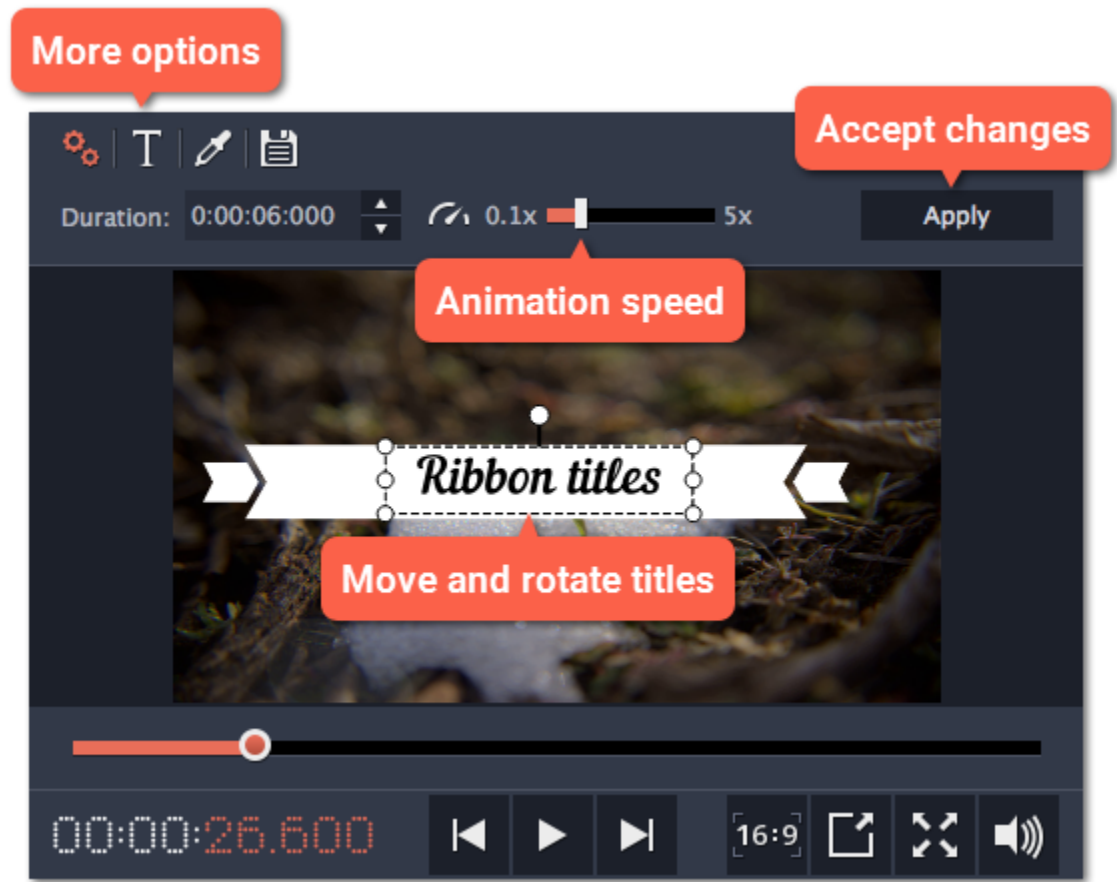 More options
Accept changes
T
Duration: 0:00:06:000 0.1x 5x Apply
Animation speed
Ribbon titles
Move and rotate titles
00:00:26.600 16:9